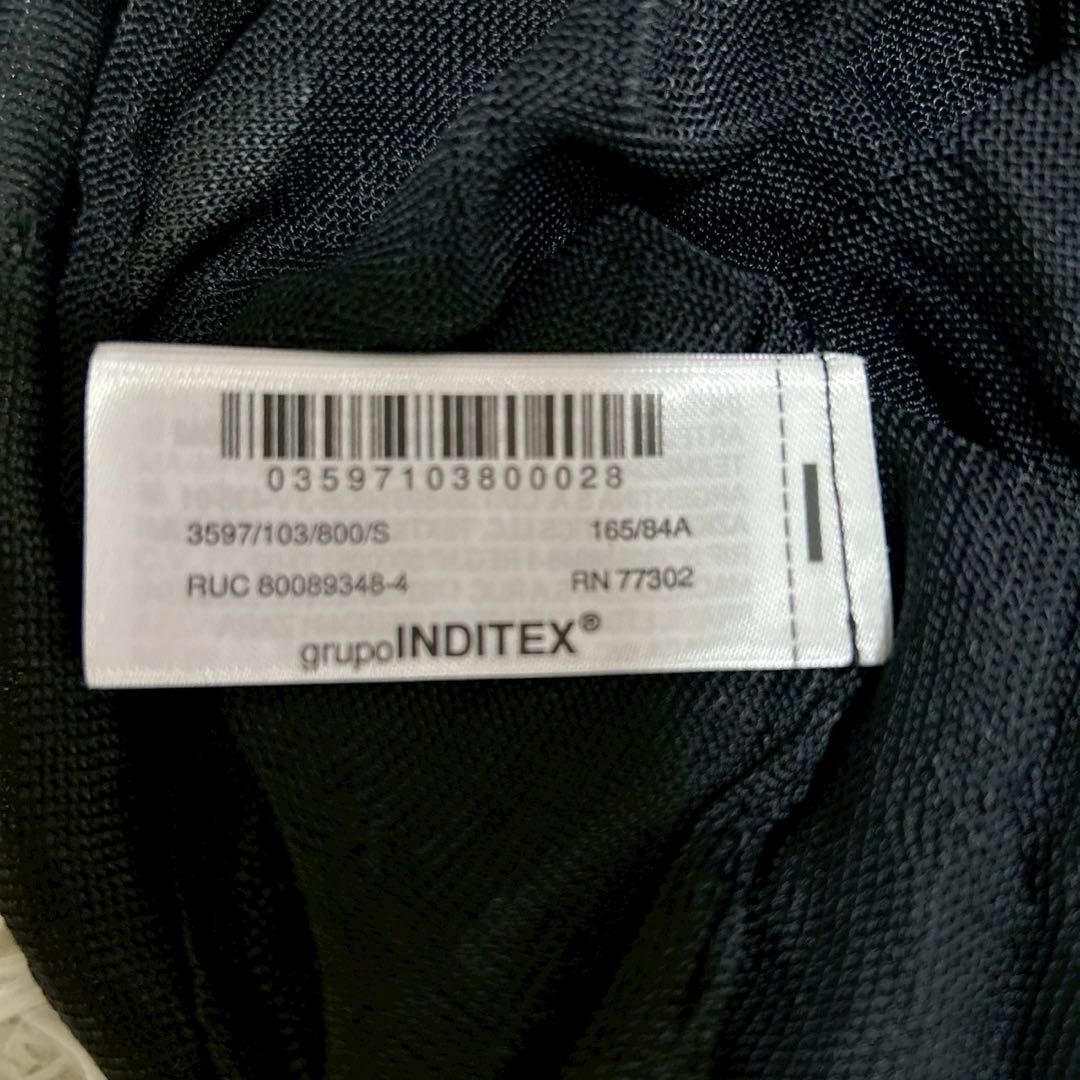 03597103800028
3597/103/800/S 165/84A
RUC 80089348-4 RN 77302
grupoINDITEX®